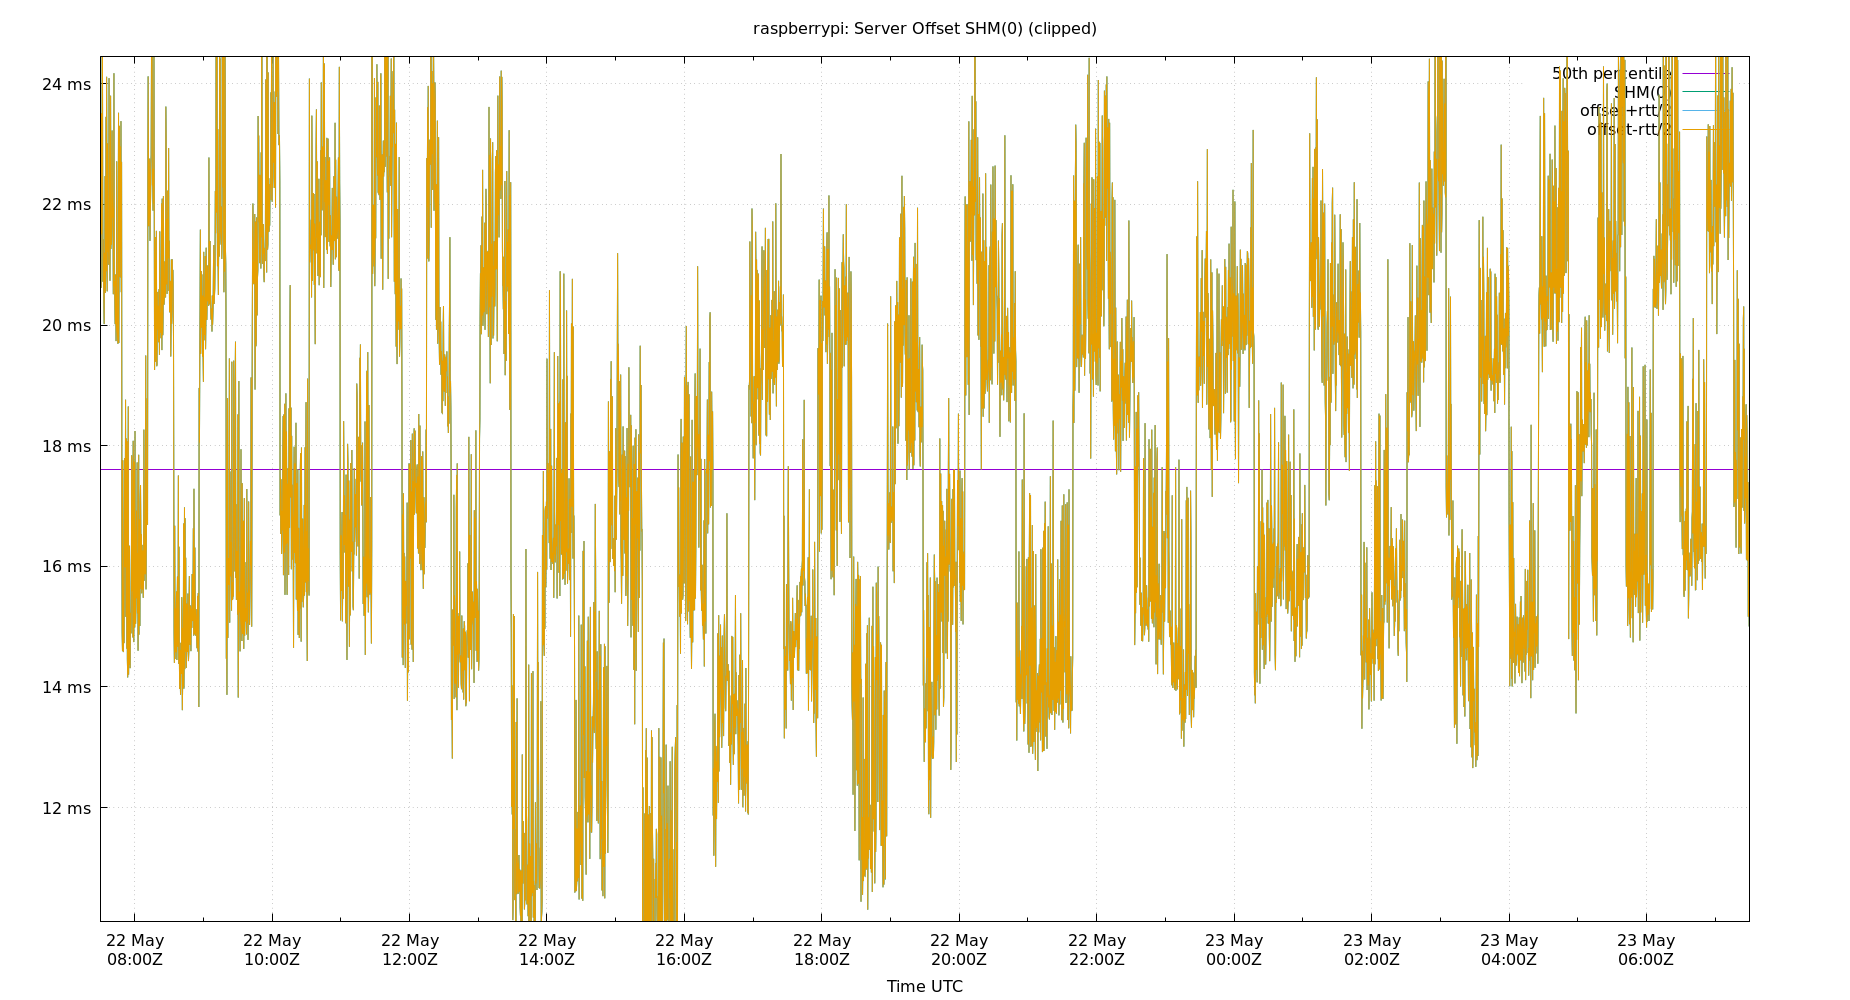 raspberrypi: Server Offset SHM(0) (clipped)
24 ms
22 ms
20 ms
18 ms
16 ms
14 ms
12 ms
50th percentile
SHM(0)
offset+rtt/2
offset-rtt/2
22 May 22 May 22 May 22 May 22 May 22 May 22 May 22 May 23 May 23 May 23 May 23 May
08:00Z 10:00Z 12:00Z 14:00Z 16:00Z 18:00Z 20:00Z 22:00Z 00:00Z 02:00Z 04:00Z 06:00Z
Time UTC